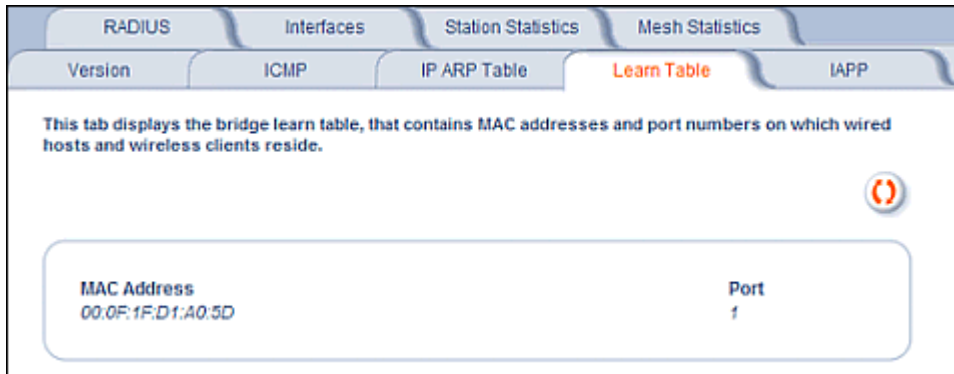 RADIUS Interfaces Station Statistics Mesh Statistics
Version ICMP IP ARP Table Learn Table IAPP
This tab displays the bridge learn table, that contains MAC addresses and port numbers on which wired
hosts and wireless clients reside.
MAC Address Port
00:0F:1F:D1:A0:5D 1